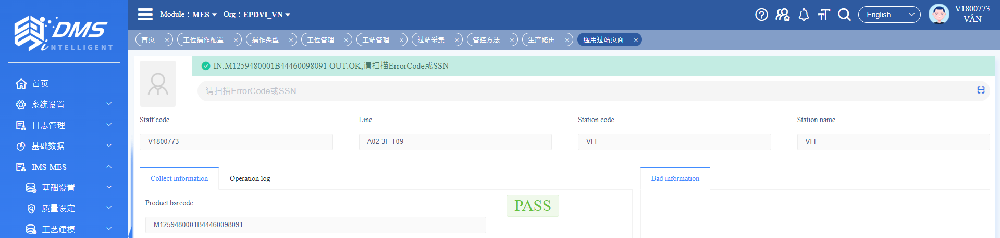 DMS
iNTELLIGENT
首页
系统设置
日志管理
基础数据
IMS-MES
基础设置
质量设定
工艺建模
Module：MES Org：EPDVI_VN
English
V1800773
VÂN
首页 × 工位操作配置 × 操作类型 × 工位管理 × 工站管理 × 过站采集 × 管控方法 × 生产路由 × 通用过站页面 ×
IN:M1259480001B44460098091 OUT:OK,请扫描ErrorCode或SSN
请扫描ErrorCode或SSN
Staff code Line Station code Station name
V1800773 A02-3F-T09 VI-F VI-F
Collect information Operation log Bad information
Product barcode
PASS
M1259480001B44460098091